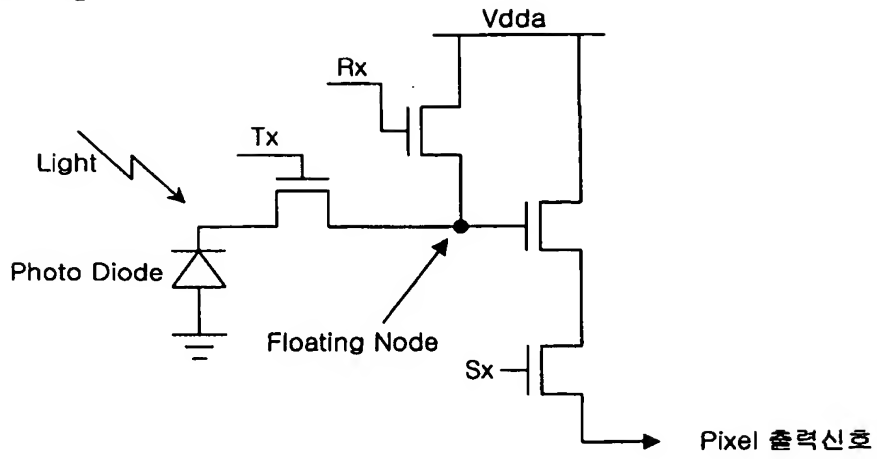 Vdda
Rx
Tx
Light
Photo Diode
Floating Node
Sx
Pixel 출력신호